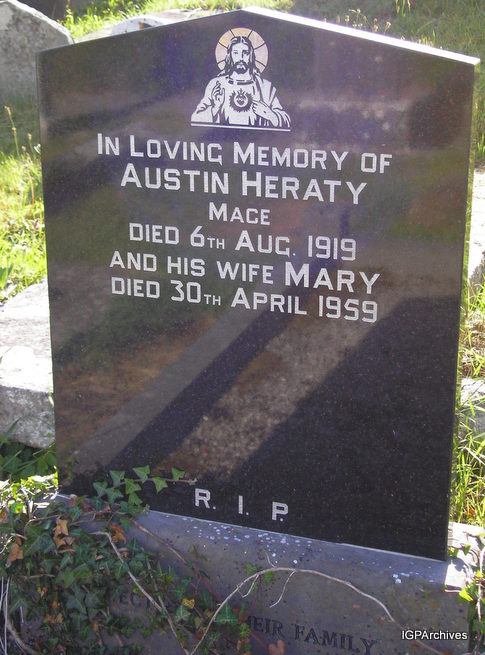 IN LOVING MEMORY OF
AUSTIN HERATY
MACE
DIED 6TH AUG. 1919
AND HIS WIFE MARY
DIED 30TH APRIL 1959
R. I. P.
FAMILY
IGPArchives